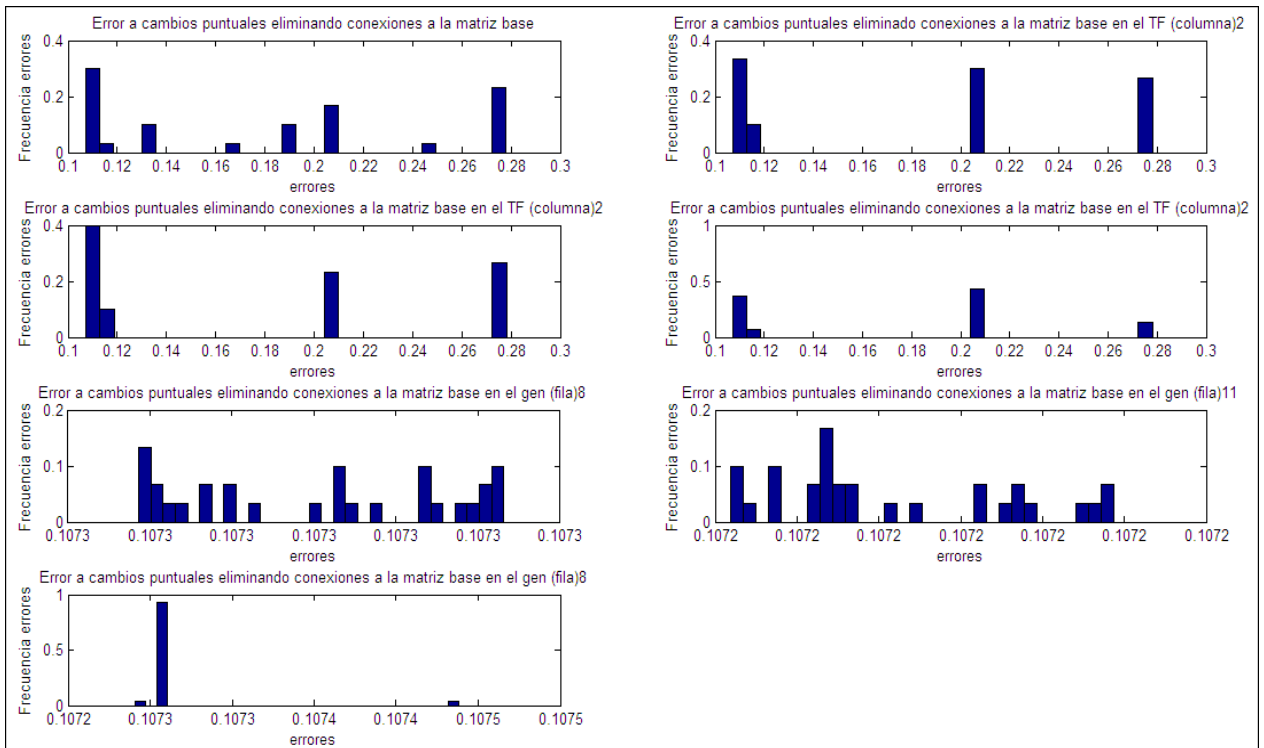 Error a cambios puntuales eliminando conexiones a la matriz base
Frecuencia errores
0.4
0.2
0
0.1 0.12 0.14 0.16 0.18 0.2 0.22 0.24 0.26 0.28 0.3
errores
Error a cambios puntuales eliminado conexiones a la matriz base en el TF (columna)2
Frecuencia errores
0.4
0.2
0
0.1 0.12 0.14 0.16 0.18 0.2 0.22 0.24 0.26 0.28 0.3
errores
Error a cambios puntuales eliminando conexiones a la matriz base en el TF (columna)2
Frecuencia errores
0.4
0.2
0
0.1 0.12 0.14 0.16 0.18 0.2 0.22 0.24 0.26 0.28 0.3
errores
Error a cambios puntuales eliminando conexiones a la matriz base en el TF (columna)2
Frecuencia errores
1
0.5
0
0.1 0.12 0.14 0.16 0.18 0.2 0.22 0.24 0.26 0.28 0.3
errores
Error a cambios puntuales eliminando conexiones a la matriz base en el gen (fila)8
Frecuencia errores
0.2
0.1
0
0.1073 0.1073 0.1073 0.1073 0.1073 0.1073 0.1073
errores
Error a cambios puntuales eliminando conexiones a la matriz base en el gen (fila)11
Frecuencia errores
0.2
0.1
0
0.1072 0.1072 0.1072 0.1072 0.1072 0.1072 0.1072
errores
Error a cambios puntuales eliminando conexiones a la matriz base en el gen (fila)8
Frecuencia errores
1
0.5
0
0.1072 0.1073 0.1073 0.1074 0.1074 0.1075 0.1075
errores